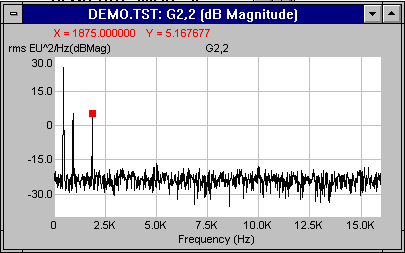 DEMO.TST: G2,2 (dB Magnitude)
X = 1875.000000 Y = 5.167677
rms EU^2/Hz(dBMag) G2,2
30.0
15.0
0
-15.0
-30.0
0 2.5K 5.0K 7.5K 10.0K 12.5K 15.0K
Frequency (Hz)